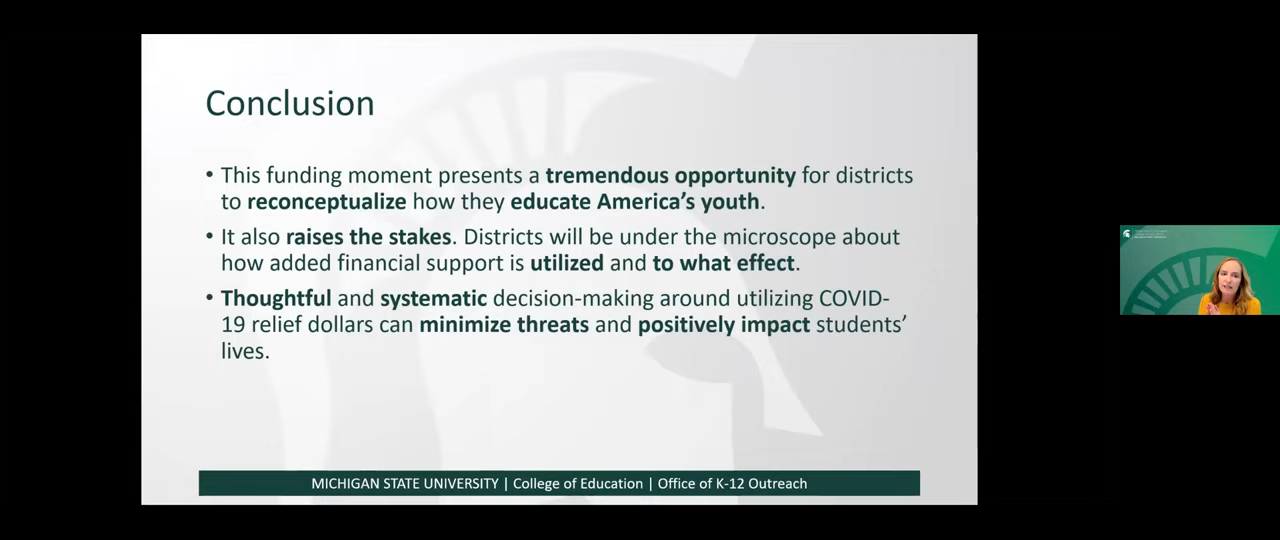 Conclusion
• This funding moment presents a tremendous opportunity for districts
to reconceptualize how they educate America's youth.
• It also raises the stakes. Districts will be under the microscope about
how added financial support is utilized and to what effect.
• Thoughtful and systematic decision-making around utilizing COVID-
19 relief dollars can minimize threats and positively impact students'
lives.
MICHIGAN STATE UNIVERSITY | College of Education | Office of K-12 Outreach